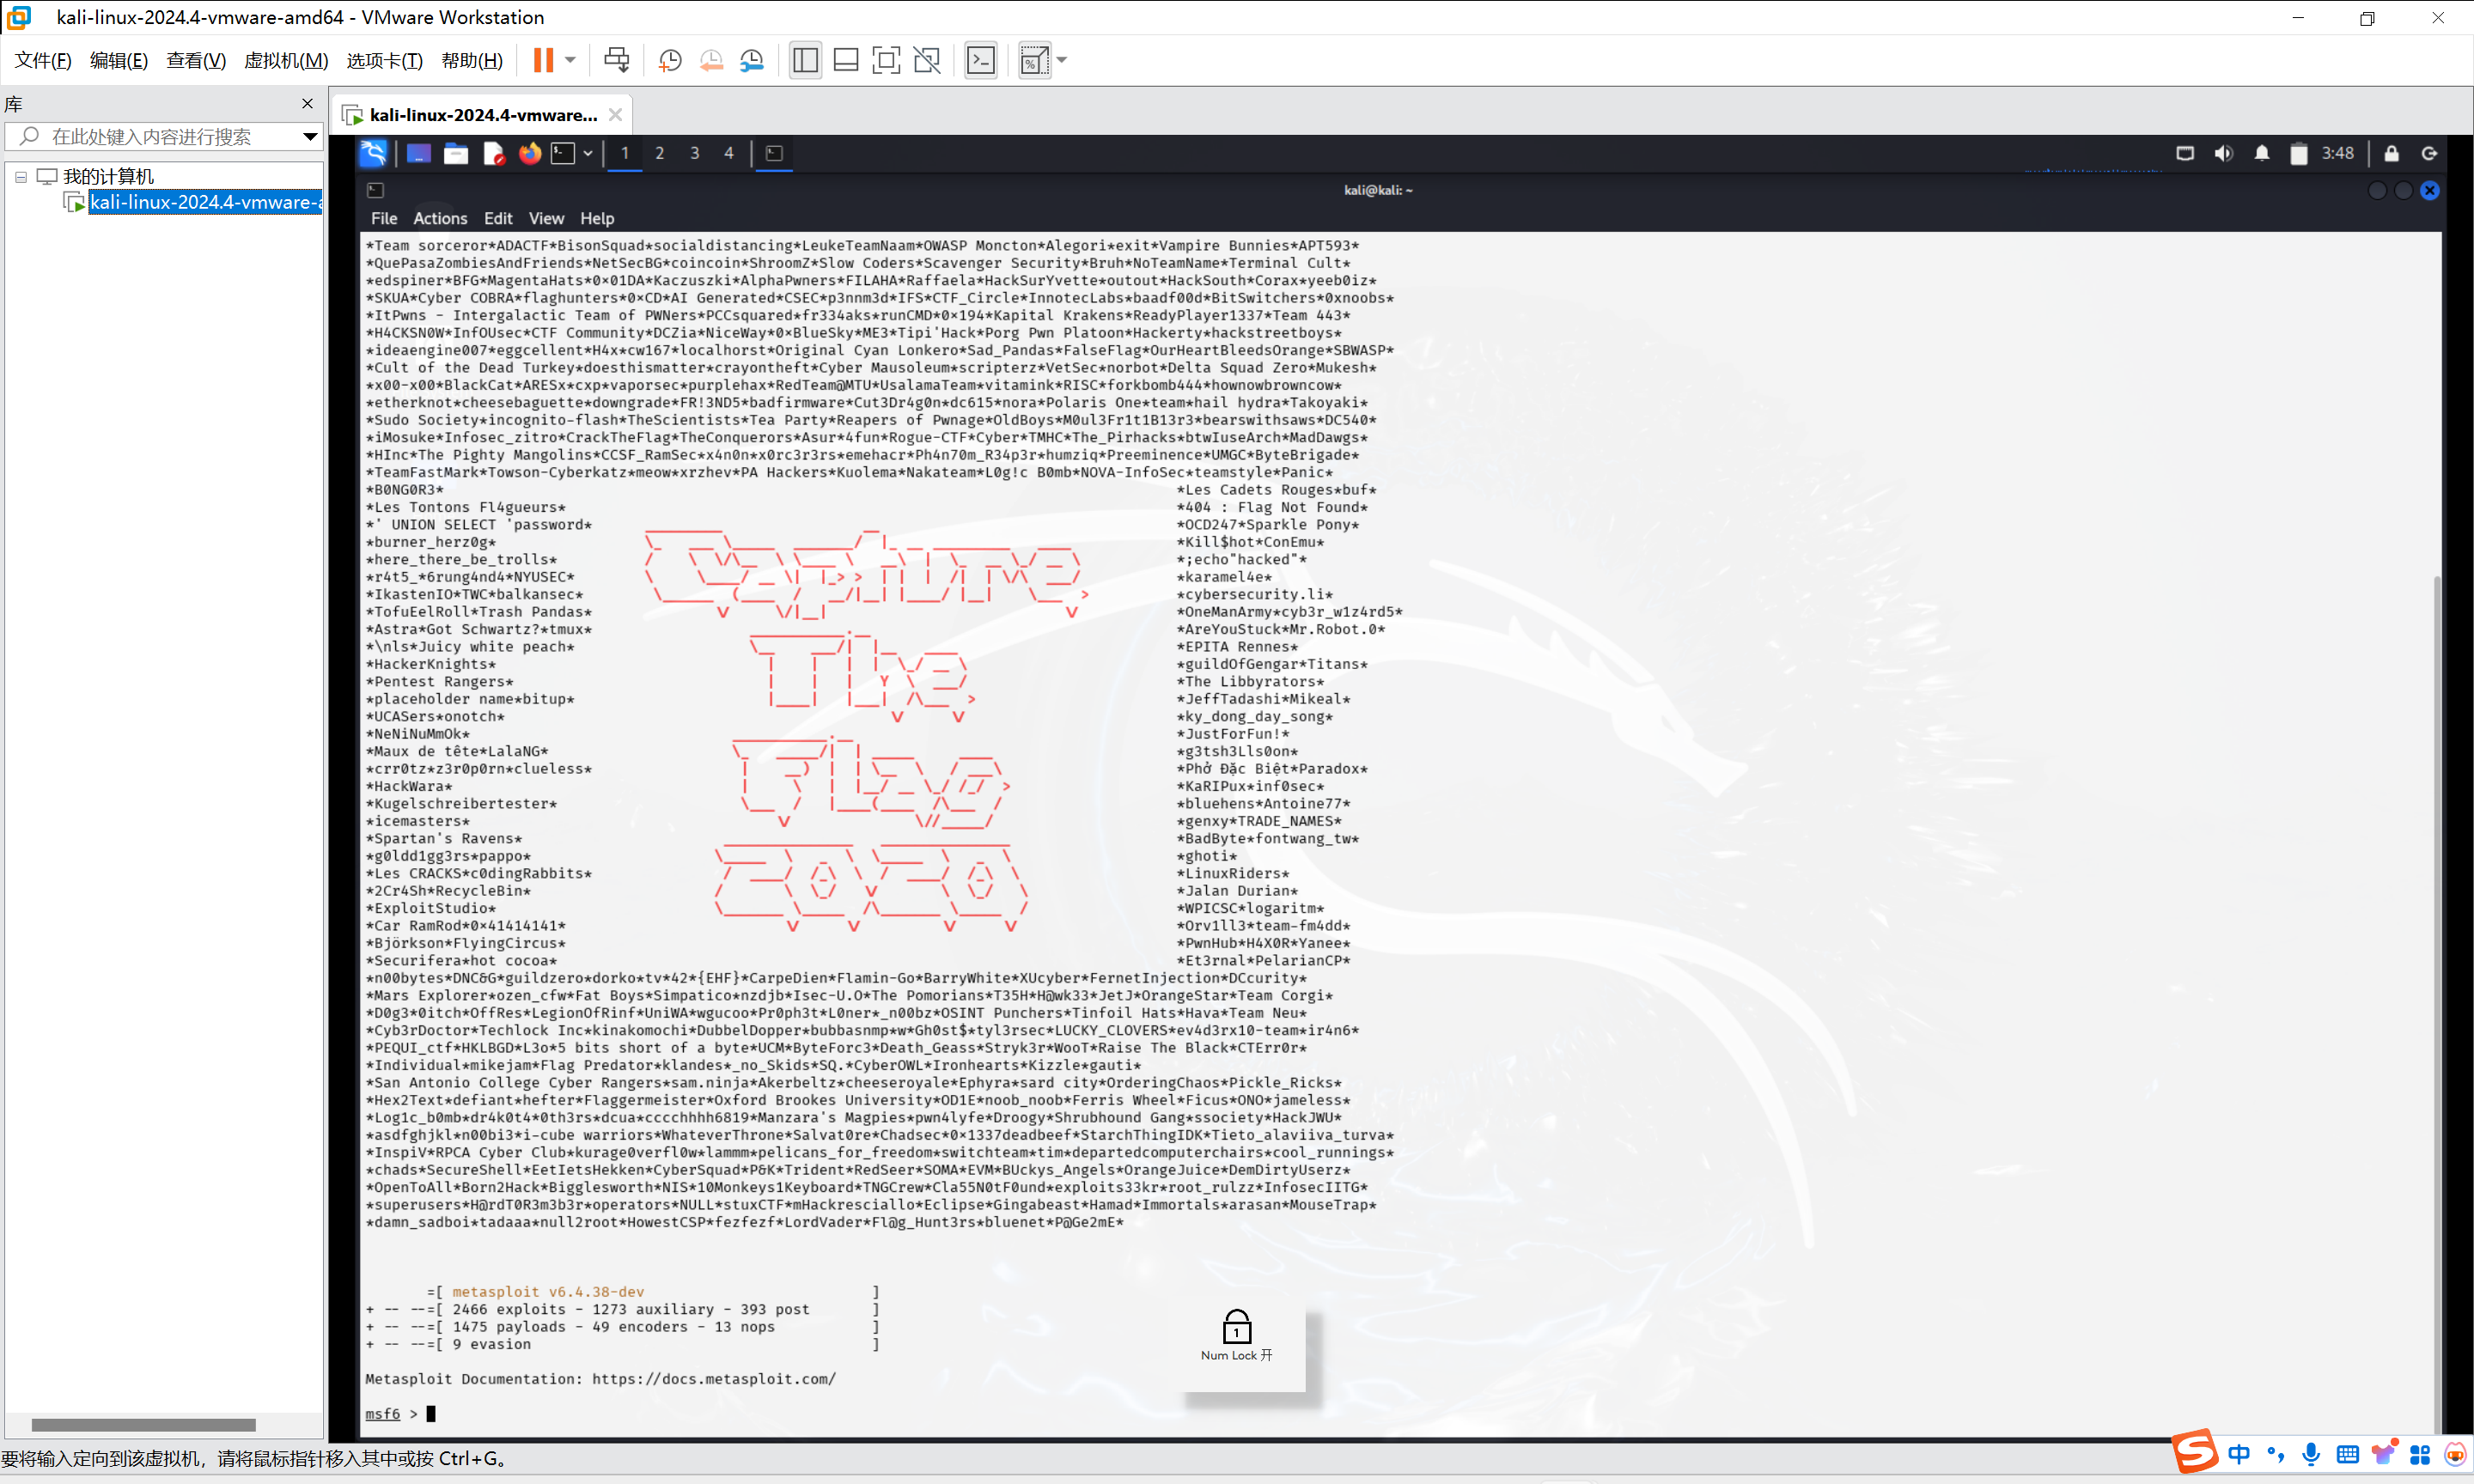 kali-linux-2024.4-vmware-amd64 - VMware Workstation
文件(F) 编辑(E) 查看(V) 虚拟机(M) 选项卡(T) 帮助(H)
库
kali-linux-2024.4-vmware...
在此处键入内容进行搜索
我的计算机
kali-linux-2024.4-vmware-a
1 2 3 4
3:48
kali@kali: ~
File Actions Edit View Help
*Team sorceror*ADACTF*BisonSquad*socialdistancing*LeukeTeamNaam*OWASP Moncton*Alegori*exit*Vampire Bunnies*APT593*
*QuePasaZombiesAndFriends*NetSecBG*coincoin*ShroomZ*Slow Coders*Scavenger Security*Bruh*NoTeamName*Terminal Cult*
*edspiner*BFG*MagentaHats*0×01DA*Kaczuszki*AlphaPwners*FILAHA*Raffaela*HackSurYvette*outout*HackSouth*Corax*yeeb0iz*
*SKUA*Cyber COBRA*flaghunters*0×CD*AI Generated*CSEC*p3nnm3d*IFS*CTF_Circle*InnotecLabs*baadf00d*BitSwitchers*0xnoobs*
*ItPwns - Intergalactic Team of PWNers*PCCsquared*fr334aks*runCMD*0×194*Kapital Krakens*ReadyPlayer1337*Team 443*
*H4CKSN0W*InfOUsec*CTF Community*DCZia*NiceWay*0×BlueSky*ME3*Tipi'Hack*Porg Pwn Platoon*Hackerty*hackstreetboys*
*ideaengine007*eggcellent*H4x*cw167*localhorst*Original Cyan Lonkero*Sad_Pandas*FalseFlag*OurHeartBleedsOrange*SBWASP*
*Cult of the Dead Turkey*doesthismatter*crayontheft*Cyber Mausoleum*scripterz*VetSec*norbot*Delta Squad Zero*Mukesh*
*x00-x00*BlackCat*ARESx*cxp*vaporsec*purplehax*RedTeam@MTU*UsalamaTeam*vitamink*RISC*forkbomb444*hownowbrowncow*
*etherknot*cheesebaguette*downgrade*FR!3ND5*badfirmware*Cut3Dr4g0n*dc615*nora*Polaris One*team*hail hydra*Takoyaki*
*Sudo Society*incognito-flash*TheScientists*Tea Party*Reapers of Pwnage*OldBoys*M0ul3Fr1t1B13r3*bearswithsaws*DC540*
*iMosuke*Infosec_zitro*CrackTheFlag*TheConquerors*Asur*4fun*Rogue-CTF*Cyber*TMHC*The_Pirhacks*btwIuseArch*MadDawgs*
*HInc*The Pighty Mangolins*CCSF_RamSec*x4n0n*x0rc3r3rs*emehacr*Ph4n70m_R34p3r*humziq*Preeminence*UMGC*ByteBrigade*
*TeamFastMark*Towson-Cyberkatz*meow*xrzhev*PA Hackers*Kuolema*Nakateam*L0g!c B0mb*NOVA-InfoSec*teamstyle*Panic*
*B0NG0R3* *Les Cadets Rouges*buf*
*Les Tontons Fl4gueurs* *404 : Flag Not Found*
*' UNION SELECT 'password* *OCD247*Sparkle Pony*
*burner_herz0g* *Kill$hot*ConEmu*
*here_there_be_trolls* *;echo"hacked"*
*r4t5_*6rung4nd4*NYUSEC* *karamel4e*
*IkastenIO*TWC*balkansec* *cybersecurity.li*
*TofuEelRoll*Trash Pandas* *OneManArmy*cyb3r_w1z4rd5*
*Astra*Got Schwartz?*tmux* *AreYouStuck*Mr.Robot.0*
*\nls*Juicy white peach* *EPITA Rennes*
*HackerKnights* *guildOfGengar*Titans*
*Pentest Rangers* *The Libbyrators*
*placeholder name*bitup* *JeffTadashi*Mikeal*
*UCASers*onotch* *ky_dong_day_song*
*NeNiNuMmOk* *JustForFun!*
*Maux de tête*LalaNG* *g3tsh3Lls0on*
*crr0tz*z3r0p0rn*clueless* *Phở Đặc Biệt*Paradox*
*HackWara* *KaRIPux*inf0sec*
*Kugelschreibertester* *bluehens*Antoine77*
*icemasters* *genxy*TRADE_NAMES*
*Spartan's Ravens* *BadByte*fontwang_tw*
*g0ldd1gg3rs*pappo* *ghoti*
*Les CRACKS*c0dingRabbits* *LinuxRiders*
*2Cr4Sh*RecycleBin* *Jalan Durian*
*ExploitStudio* *WPICSC*logaritm*
*Car RamRod*0×41414141* *Orv1ll3*team-fm4dd*
*Björkson*FlyingCircus* *PwnHub*H4X0R*Yanee*
*Securifera*hot cocoa* *Et3rnal*PelarianCP*
Capture
The
Flag
2020
*n00bytes*DNC&G*guildzero*dorko*tv*42*{EHF}*CarpeDien*Flamin-Go*BarryWhite*XUcyber*FernetInjection*DCcurity*
*Mars Explorer*ozen_cfw*Fat Boys*Simpatico*nzdjb*Isec-U.O*The Pomorians*T35H*H@wk33*JetJ*OrangeStar*Team Corgi*
*D0g3*0itch*OffRes*LegionOfRinf*UniWA*wgucoo*Pr0ph3t*L0ner*_n00bz*OSINT Punchers*Tinfoil Hats*Hava*Team Neu*
*Cyb3rDoctor*Techlock Inc*kinakomochi*DubbelDopper*bubbasnmp*w*Gh0st$*tyl3rsec*LUCKY_CLOVERS*ev4d3rx10-team*ir4n6*
*PEQUI_ctf*HKLBGD*L3o*5 bits short of a byte*UCM*ByteForc3*Death_Geass*Stryk3r*WooT*Raise The Black*CTErr0r*
*Individual*mikejam*Flag Predator*klandes*_no_Skids*SQ.*CyberOWL*Ironhearts*Kizzle*gauti*
*San Antonio College Cyber Rangers*sam.ninja*Akerbeltz*cheeseroyale*Ephyra*sard city*OrderingChaos*Pickle_Ricks*
*Hex2Text*defiant*hefter*Flaggermeister*Oxford Brookes University*OD1E*noob_noob*Ferris Wheel*Ficus*ONO*jameless*
*Log1c_b0mb*dr4k0t4*0th3rs*dcua*cccchhhh6819*Manzara's Magpies*pwn4lyfe*Droogy*Shrubhound Gang*ssociety*HackJWU*
*asdfghjkl*n00bi3*i-cube warriors*WhateverThrone*Salvat0re*Chadsec*0×1337deadbeef*StarchThingIDK*Tieto_alaviiva_turva*
*InspiV*RPCA Cyber Club*kurage0verfl0w*lammm*pelicans_for_freedom*switchteam*tim*departedcomputerchairs*cool_runnings*
*chads*SecureShell*EetIetsHekken*CyberSquad*P&K*Trident*RedSeer*SOMA*EVM*BUckys_Angels*OrangeJuice*DemDirtyUserz*
*OpenToAll*Born2Hack*Bigglesworth*NIS*10Monkeys1Keyboard*TNGCrew*Cla55N0tF0und*exploits33kr*root_rulzz*InfosecIITG*
*superusers*H@rdT0R3m3b3r*operators*NULL*stuxCTF*mHackresciallo*Eclipse*Gingabeast*Hamad*Immortals*arasan*MouseTrap*
*damn_sadboi*tadaaa*null2root*HowestCSP*fezfezf*LordVader*Fl@g_Hunt3rs*bluenet*P@Ge2mE*
=[ metasploit v6.4.38-dev ]
+ -- --=[ 2466 exploits - 1273 auxiliary - 393 post ]
+ -- --=[ 1475 payloads - 49 encoders - 13 nops ]
+ -- --=[ 9 evasion ]
Metasploit Documentation: https://docs.metasploit.com/
msf6 >
1
Num Lock 开
要将输入定向到该虚拟机，请将鼠标指针移入其中或按 Ctrl+G。
中